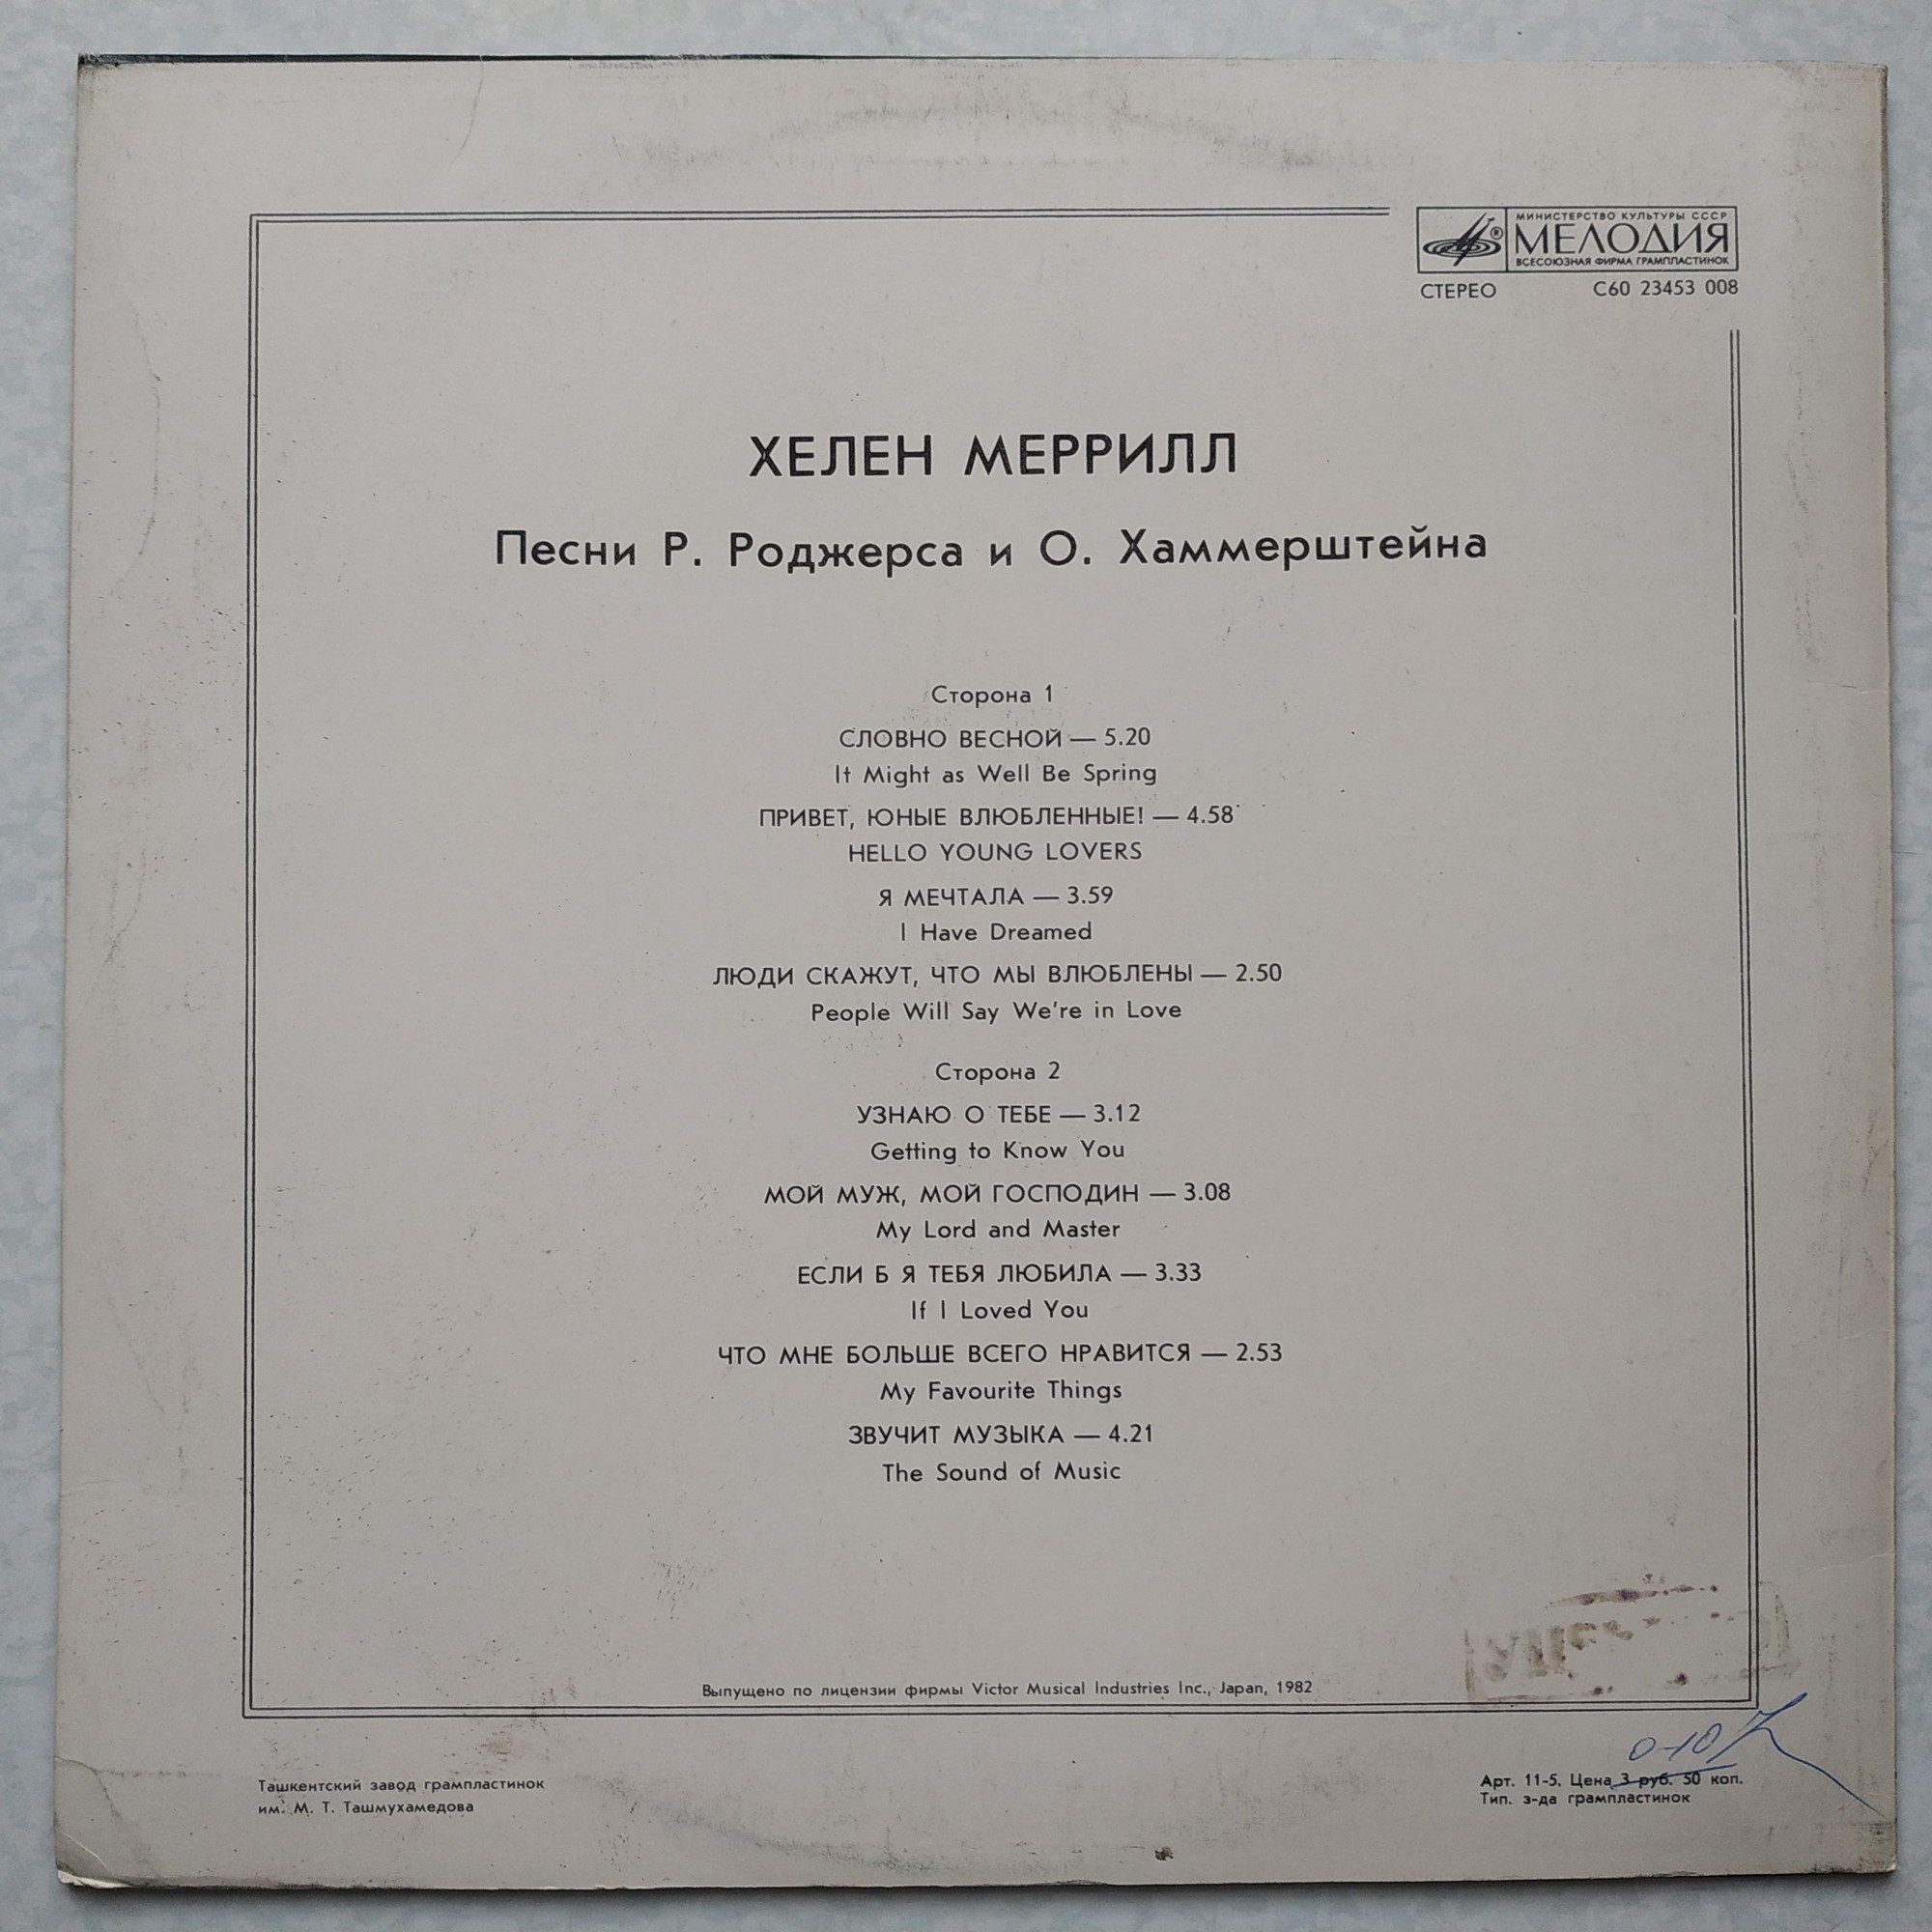 МИНИСТЕРСТВО КУЛЬТУРЫ СССР
МЕЛОДИЯ
ВСЕСОЮЗНАЯ ФИРМА ГРАМПЛАСТИНОК
СТЕРЕО С60 23453 008
ХЕЛЕН МЕРРИЛЛ
Песни Р. Роджерса и О. Хаммерштейна
Сторона 1
СЛОВНО ВЕСНОЙ — 5.20
It Might as Well Be Spring
ПРИВЕТ, ЮНЫЕ ВЛЮБЛЕННЫЕ! — 4.58
HELLO YOUNG LOVERS
Я МЕЧТАЛА — 3.59
I Have Dreamed
ЛЮДИ СКАЖУТ, ЧТО МЫ ВЛЮБЛЕНЫ — 2.50
People Will Say We're in Love
Сторона 2
УЗНАЮ О ТЕБЕ — 3.12
Getting to Know You
МОЙ МУЖ, МОЙ ГОСПОДИН — 3.08
My Lord and Master
ЕСЛИ Б Я ТЕБЯ ЛЮБИЛА — 3.33
If I Loved You
ЧТО МНЕ БОЛЬШЕ ВСЕГО НРАВИТСЯ — 2.53
My Favourite Things
ЗВУЧИТ МУЗЫКА — 4.21
The Sound of Music
Выпущено по лицензии фирмы Victor Musical Industries Inc., Japan, 1982
0-10
Ташкентский завод грампластинок
им. М. Т. Ташмухамедова
Арт. 11-5. Цена 3 руб. 50 коп.
Тип. з-да грампластинок